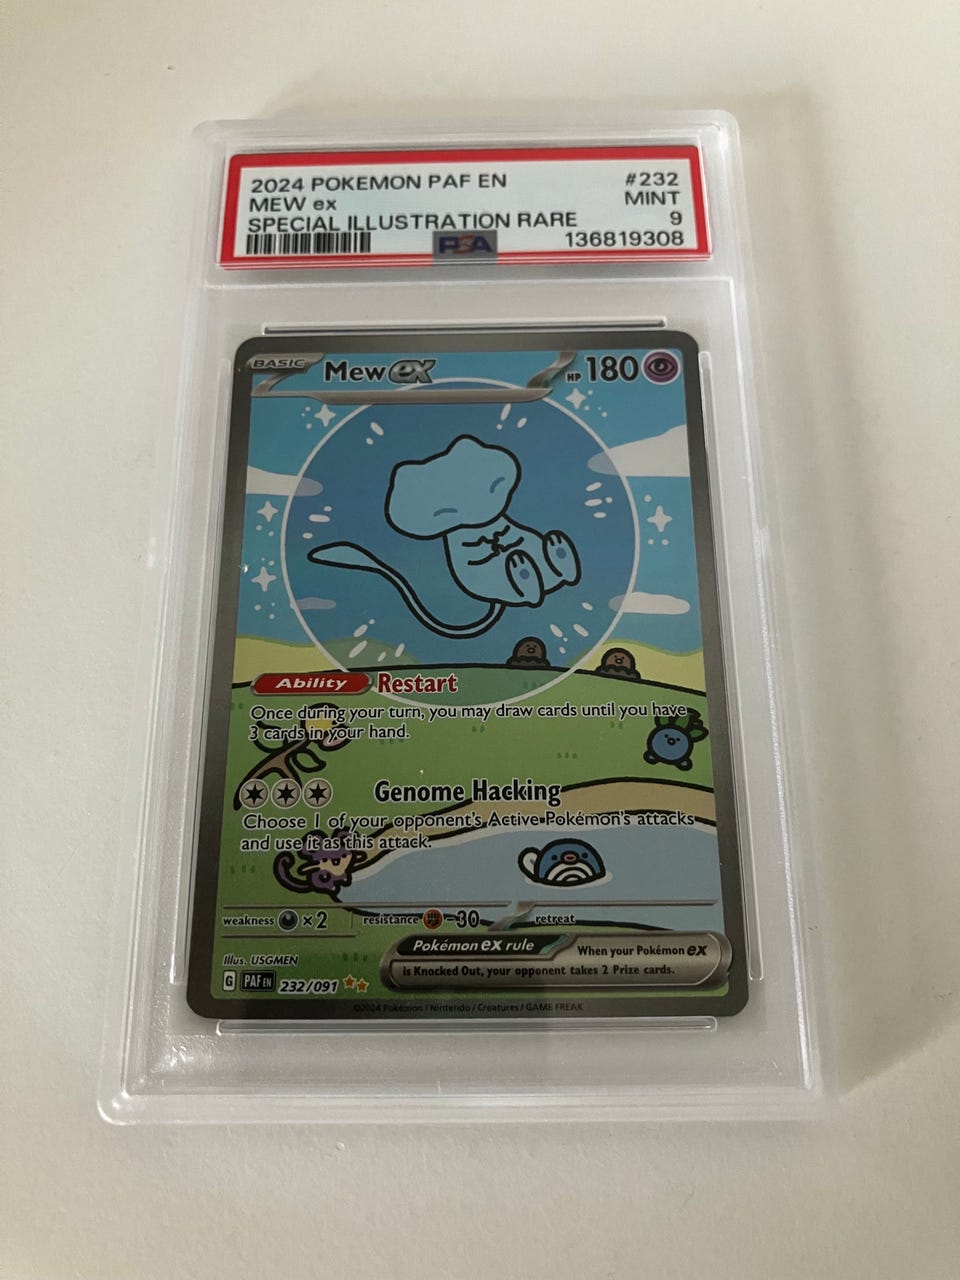 2024 POKEMON PAF EN #232
MEW ex MINT
SPECIAL ILLUSTRATION RARE 9
PSA 136819308
BASIC Mew ex HP 180
Ability Restart
Once during your turn, you may draw cards until you have
3 cards in your hand.
Genome Hacking
Choose 1 of your opponent's Active Pokémon's attacks
and use it as this attack.
weakness ×2 resistance -30 retreat
Pokémon ex rule When your Pokémon ex
is Knocked Out, your opponent takes 2 Prize cards.
Illus. USGMEN
G PAF EN 232/091
©2024 Pokémon / Nintendo / Creatures / GAME FREAK